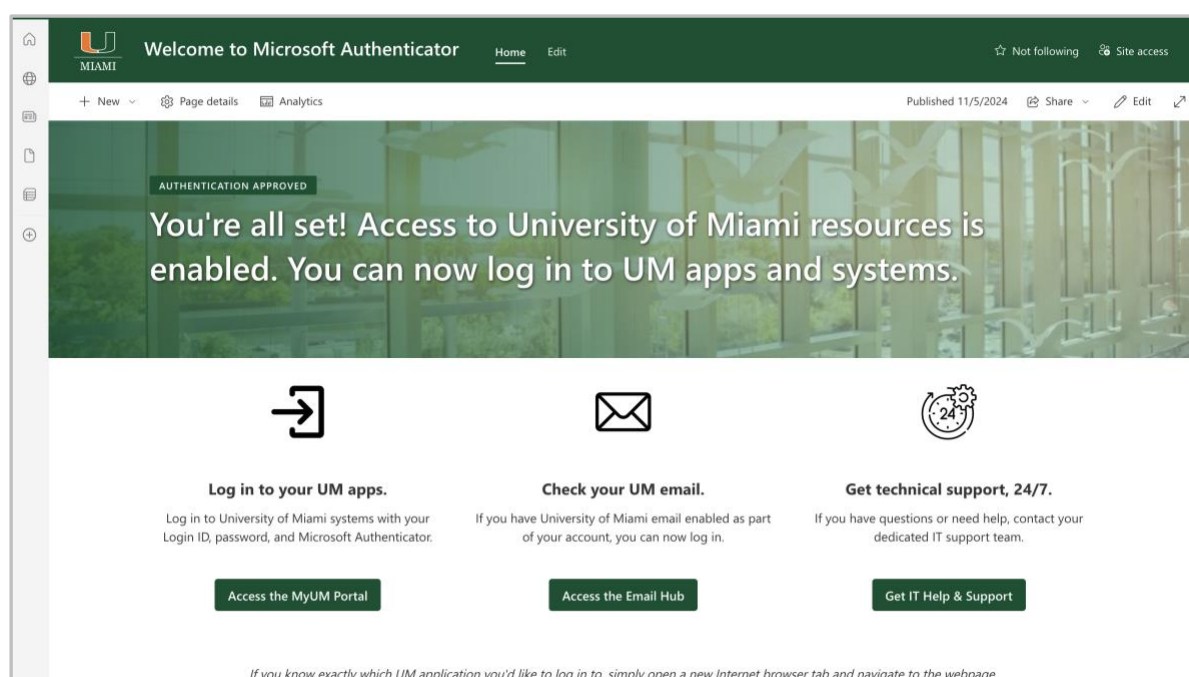 MIAMI
Welcome to Microsoft Authenticator
Home
Edit
Not following
Site access
New
Page details
Analytics
Published 11/5/2024
Share
Edit
AUTHENTICATION APPROVED
You're all set! Access to University of Miami resources is
enabled. You can now log in to UM apps and systems.
24
Log in to your UM apps.
Log in to University of Miami systems with your
Login ID, password, and Microsoft Authenticator.
Access the MyUM Portal
Check your UM email.
If you have University of Miami email enabled as part
of your account, you can now log in.
Access the Email Hub
Get technical support, 24/7.
If you have questions or need help, contact your
dedicated IT support team.
Get IT Help & Support
If you know exactly which UM application you'd like to log in to, simply open a new Internet browser tab and navigate to the webpage